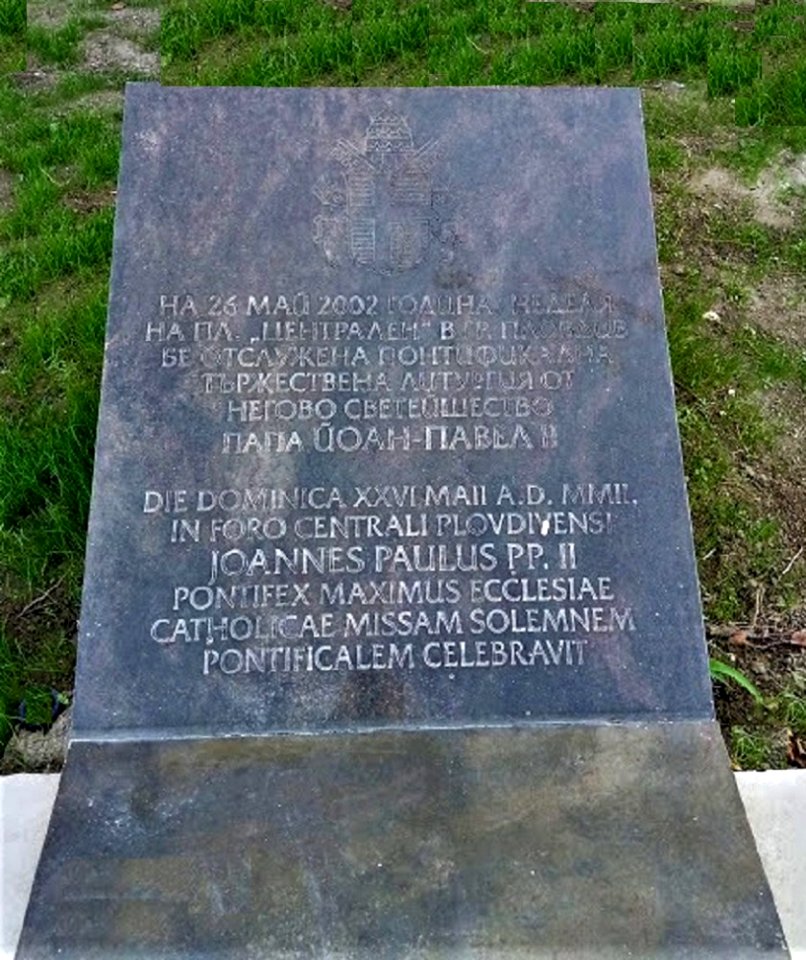 НА 26 МАЙ 2002 ГОДИНА, НЕДЕЛЯ
НА ПЛ. „ЦЕНТРАЛЕН" В ГР. ПЛОВДИВ
БЕ ОТСЛУЖЕНА ПОНТИФИКАЛНА
ТЪРЖЕСТВЕНА ЛИТУРГИЯ ОТ
НЕГОВО СВЕТЕЙШЕСТВО
ПАПА ЙОАН-ПАВЕЛ II
DIE DOMINICA XXVI MAII A.D. MMII,
IN FORO CENTRALI PLOVDIVENSI
JOANNES PAULUS PP. II
PONTIFEX MAXIMUS ECCLESIAE
CATHOLICAE MISSAM SOLEMNEM
PONTIFICALEM CELEBRAVIT